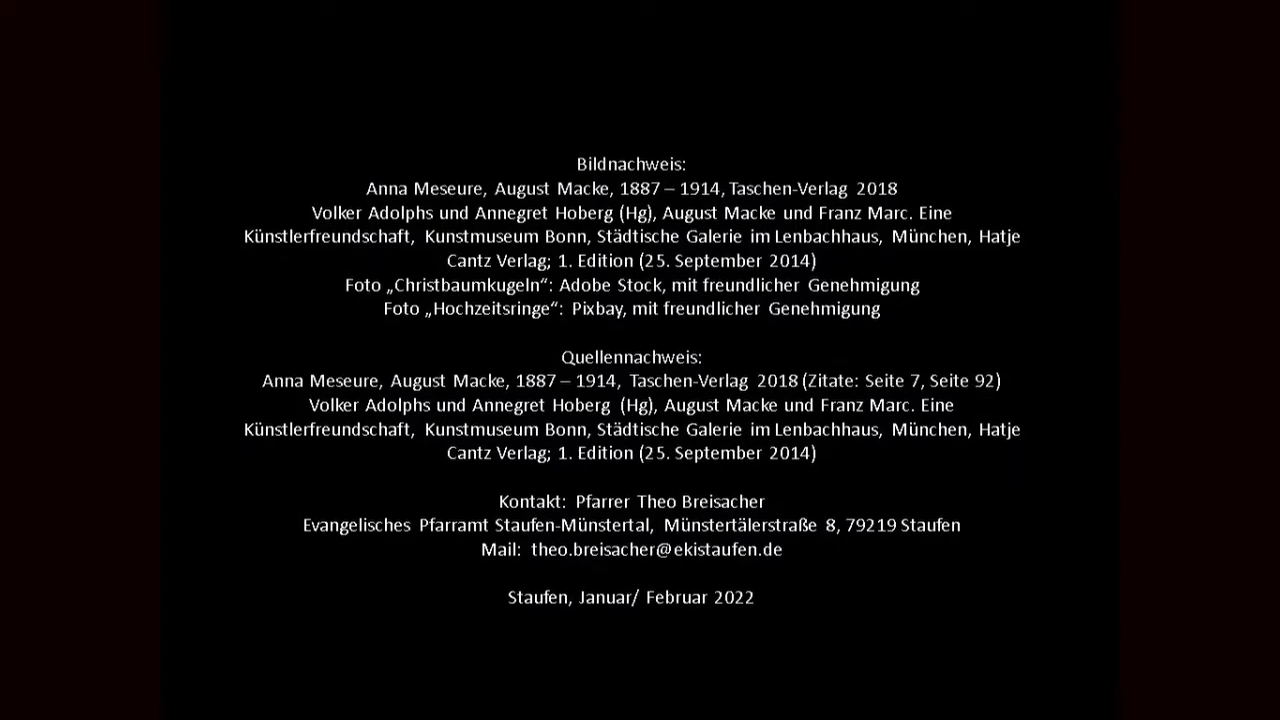 Bildnachweis:
Anna Meseure, August Macke, 1887 – 1914, Taschen-Verlag 2018
Volker Adolphs und Annegret Hoberg (Hg), August Macke und Franz Marc. Eine
Künstlerfreundschaft, Kunstmuseum Bonn, Städtische Galerie im Lenbachhaus, München, Hatje
Cantz Verlag; 1. Edition (25. September 2014)
Foto „Christbaumkugeln“: Adobe Stock, mit freundlicher Genehmigung
Foto „Hochzeitsringe“: Pixbay, mit freundlicher Genehmigung
Quellennachweis:
Anna Meseure, August Macke, 1887 – 1914, Taschen-Verlag 2018 (Zitate: Seite 7, Seite 92)
Volker Adolphs und Annegret Hoberg (Hg), August Macke und Franz Marc. Eine
Künstlerfreundschaft, Kunstmuseum Bonn, Städtische Galerie im Lenbachhaus, München, Hatje
Cantz Verlag; 1. Edition (25. September 2014)
Kontakt: Pfarrer Theo Breisacher
Evangelisches Pfarramt Staufen-Münstertal, Münstertälerstraße 8, 79219 Staufen
Mail: theo.breisacher@ekistaufen.de
Staufen, Januar/ Februar 2022